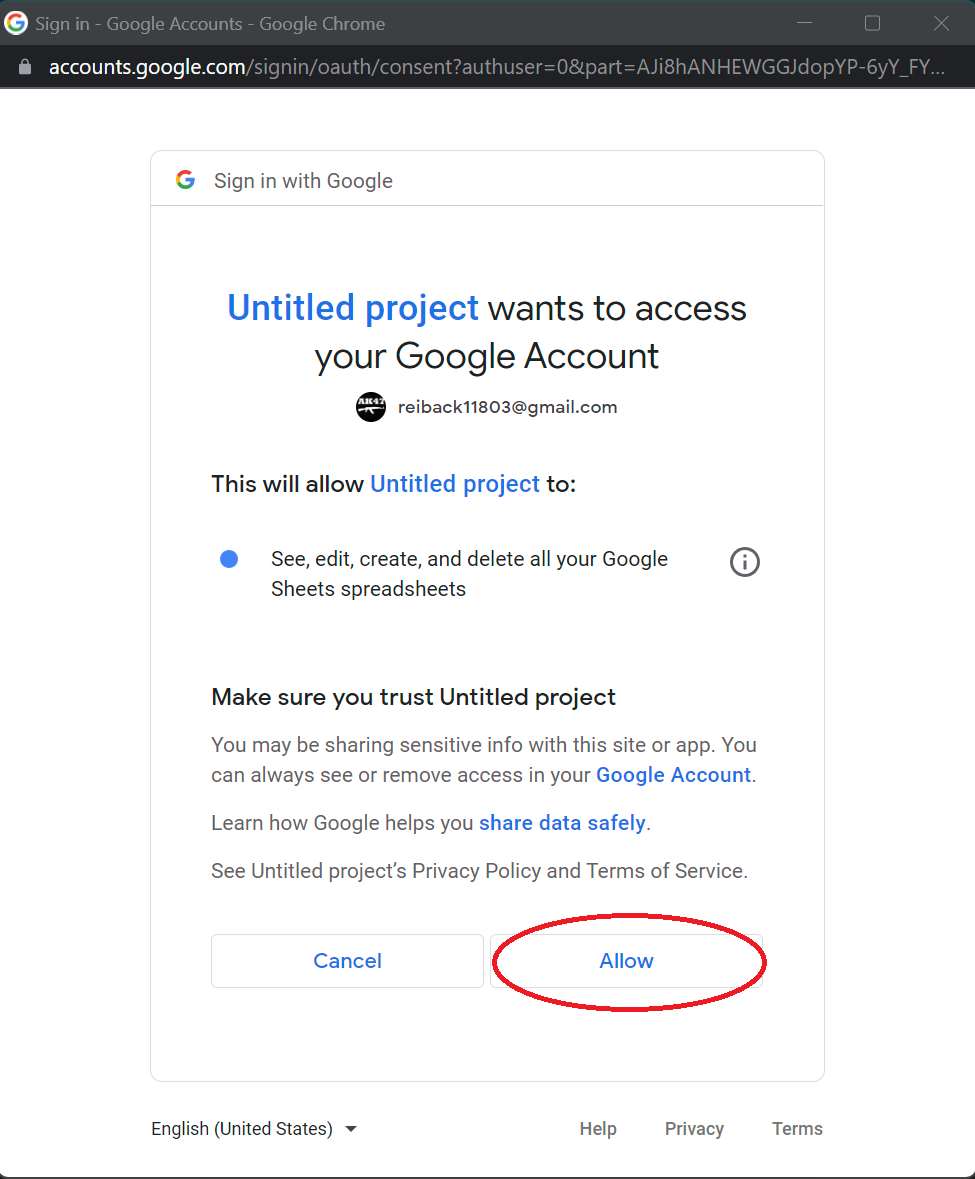 Sign in - Google Accounts - Google Chrome
accounts.google.com/signin/oauth/consent?authuser=0&part=AJi8hANHEWGGJdopYP-6yY_FY...
Sign in with Google
Untitled project wants to access
your Google Account
AK47
reiback11803@gmail.com
This will allow Untitled project to:
See, edit, create, and delete all your Google
Sheets spreadsheets
Make sure you trust Untitled project
You may be sharing sensitive info with this site or app. You
can always see or remove access in your Google Account.
Learn how Google helps you share data safely.
See Untitled project’s Privacy Policy and Terms of Service.
Cancel Allow
English (United States) Help Privacy Terms